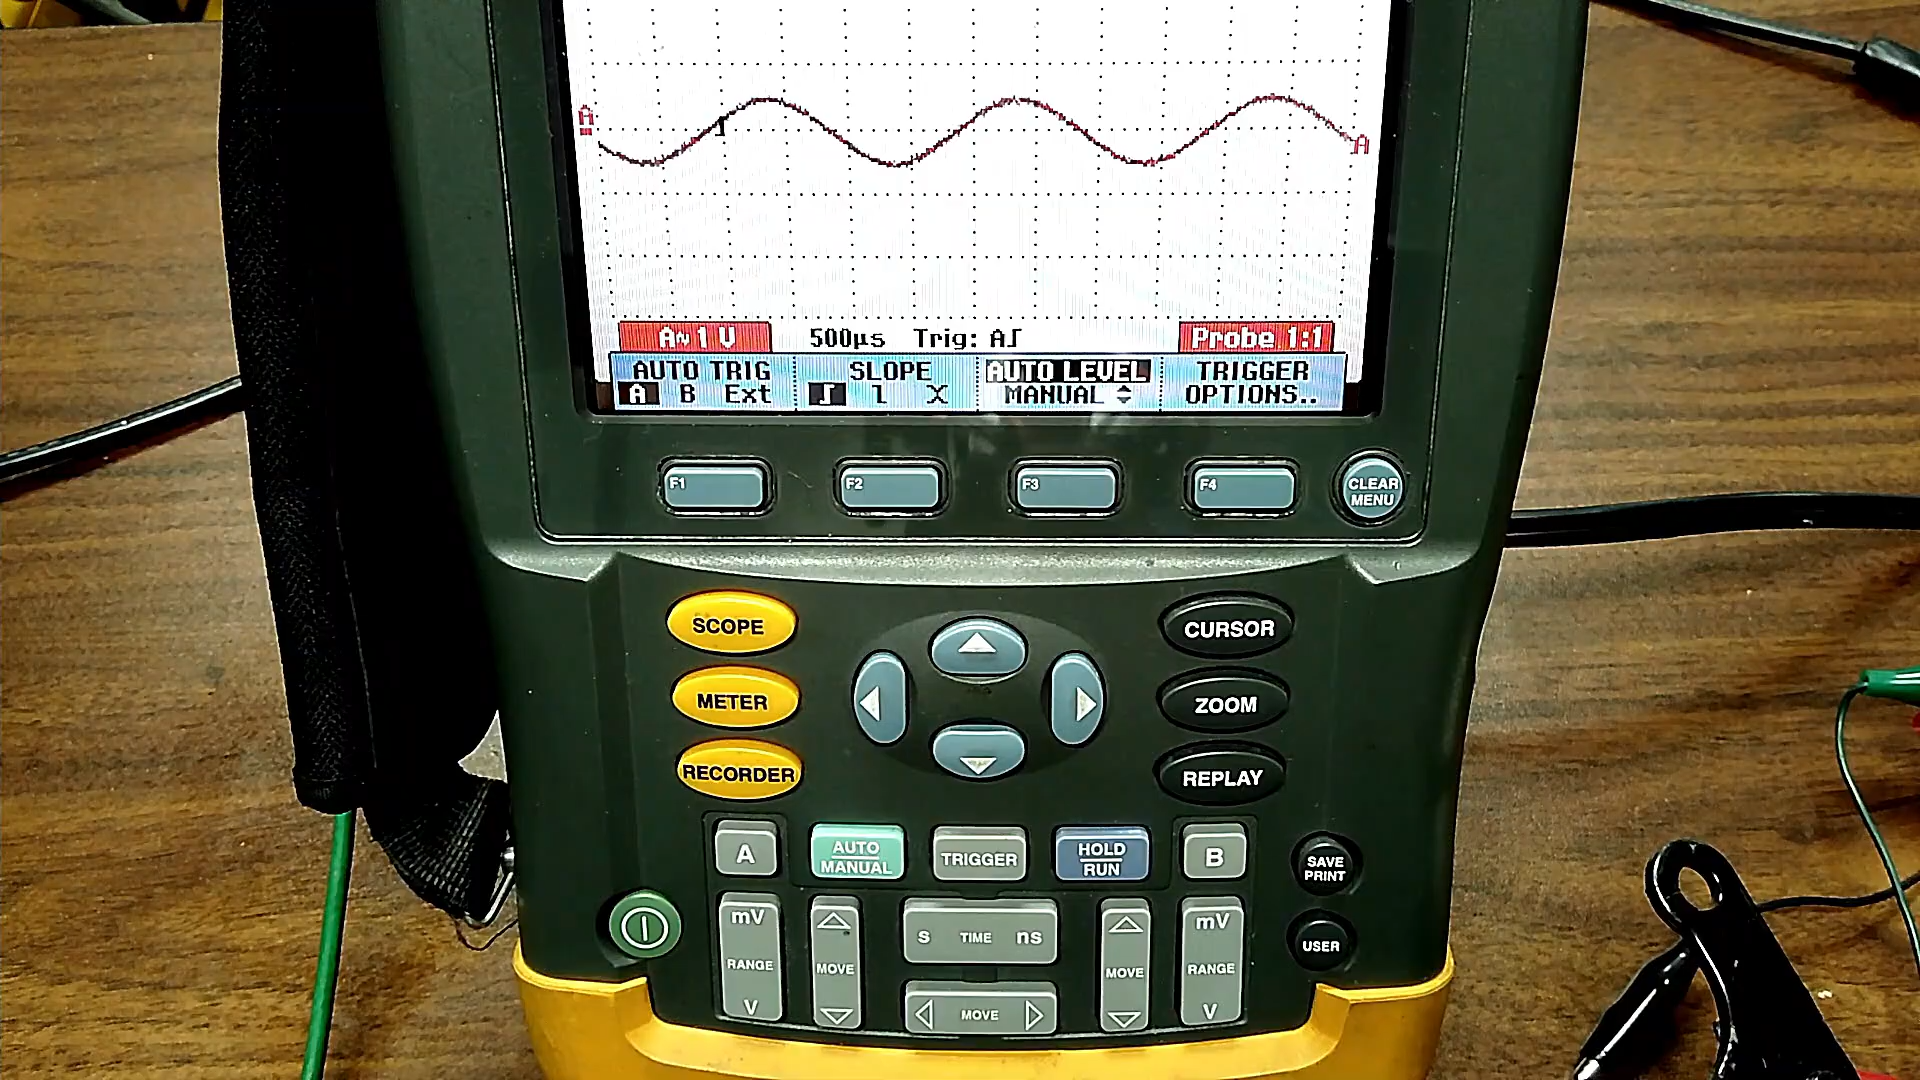 A
A
A~1 V 500µs Trig: A∫ Probe 1:1
AUTO TRIG SLOPE AUTO LEVEL TRIGGER
A B Ext X MANUAL OPTIONS..
F1 F2 F3 F4 CLEAR
MENU
SCOPE CURSOR
METER ZOOM
RECORDER REPLAY
A AUTO
MANUAL TRIGGER HOLD
RUN B SAVE
PRINT
mV RANGE V
MOVE
s TIME ns
MOVE
MOVE
mV RANGE V
USER